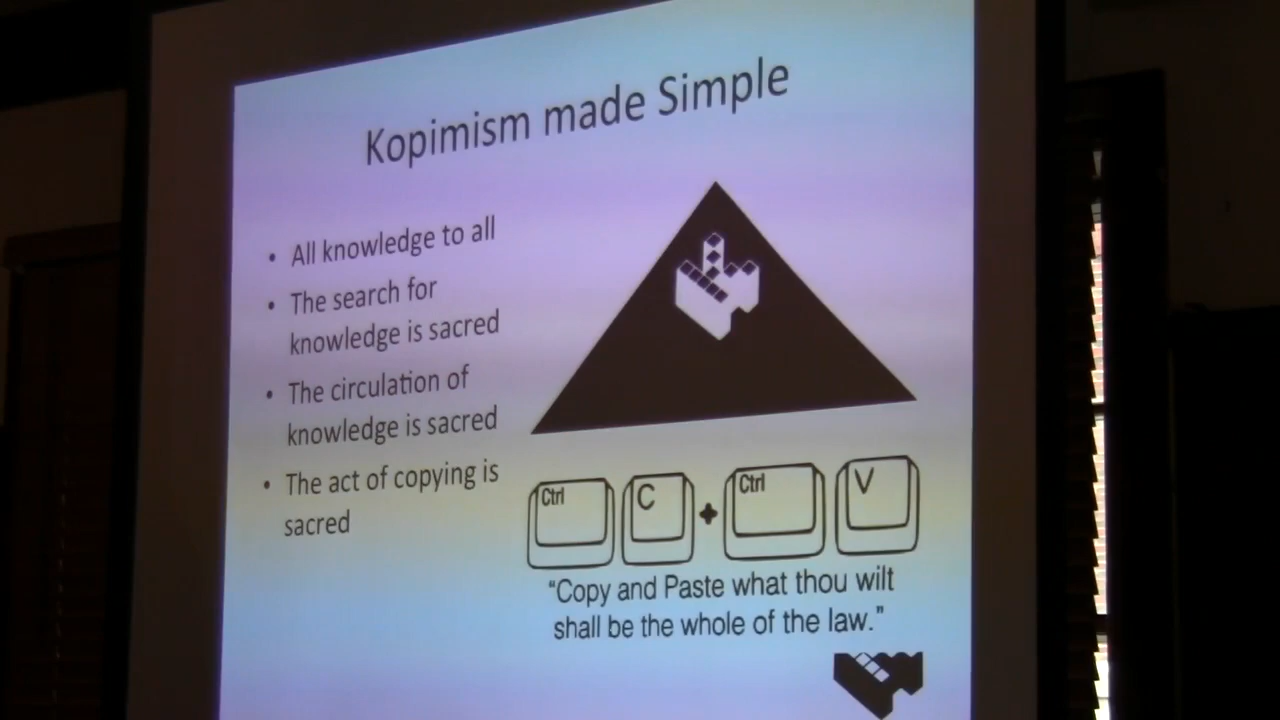 Kopimism made Simple
• All knowledge to all
• The search for
knowledge is sacred
• The circulation of
knowledge is sacred
• The act of copying is
sacred
Ctrl C + Ctrl V
“Copy and Paste what thou wilt
shall be the whole of the law.”